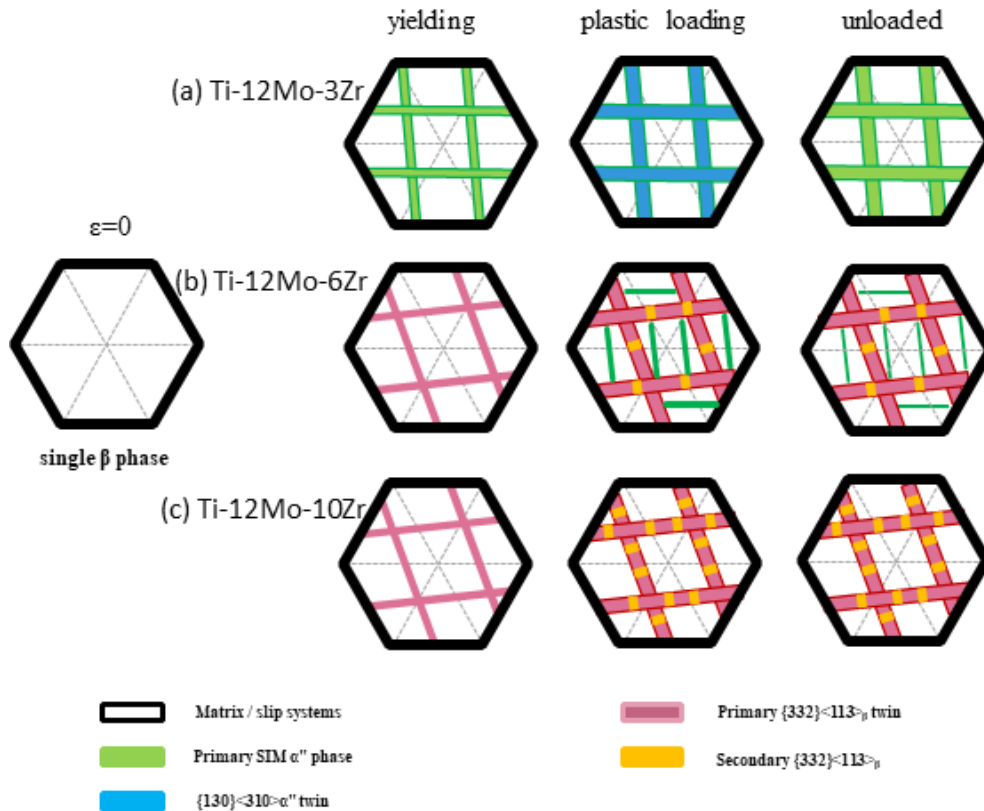 yielding plastic loading unloaded
(a) Ti-12Mo-3Zr
ε=0
(b) Ti-12Mo-6Zr
single β phase
(c) Ti-12Mo-10Zr
Matrix / slip systems
Primary SIM α" phase
{130}<310>α" twin
Primary {332}<113>β twin
Secondary {332}<113>β